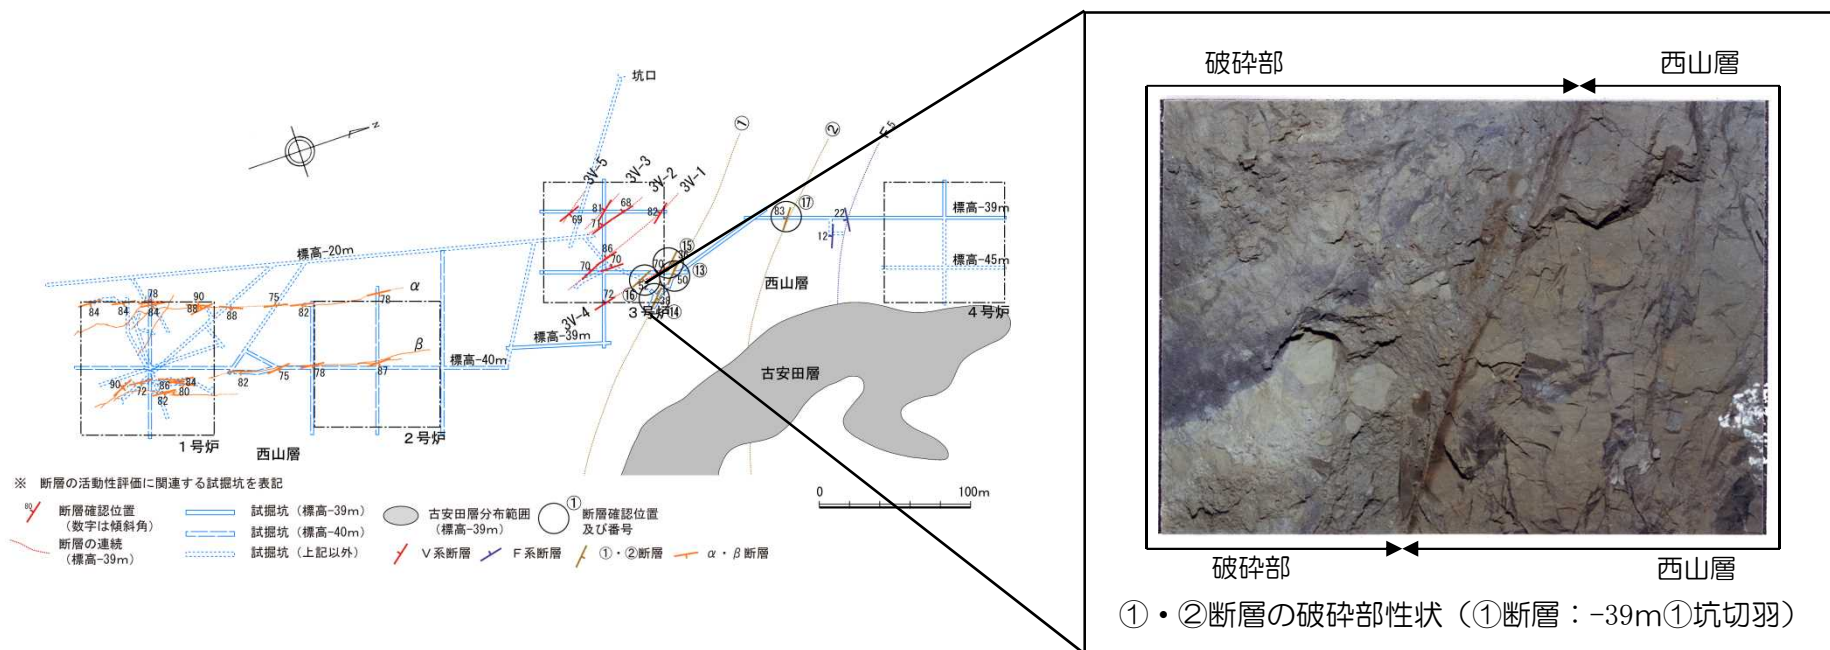 坑口
N
①
②
F5
3V-5
3V-3
3V-2
3V-1
81
68
82
69
71
83
⑰
22
12
標高-39m
標高-20m
86
70
70
70
⑮
50
⑬
標高-45m
西山層
⑯
52
38
⑭
72
3V-4
3号炉
4号炉
標高-39m
78
84
84
84
90
88
88
75
82
78
α
β
標高-40m
古安田層
90
72
86
84
80
82
82
75
78
87
1号炉
2号炉
西山層
※ 断層の活動性評価に関連する試掘坑を表記
80
断層確認位置
(数字は傾斜角)
断層の連続
(標高-39m)
試掘坑 (標高-39m)
試掘坑 (標高-40m)
試掘坑 (上記以外)
古安田層分布範囲
(標高-39m)
①
断層確認位置
及び番号
V系断層
F系断層
①・②断層
α・β断層
0
100m
破砕部
西山層
破砕部
西山層
①・②断層の破砕部性状（①断層：-39m①坑切羽）